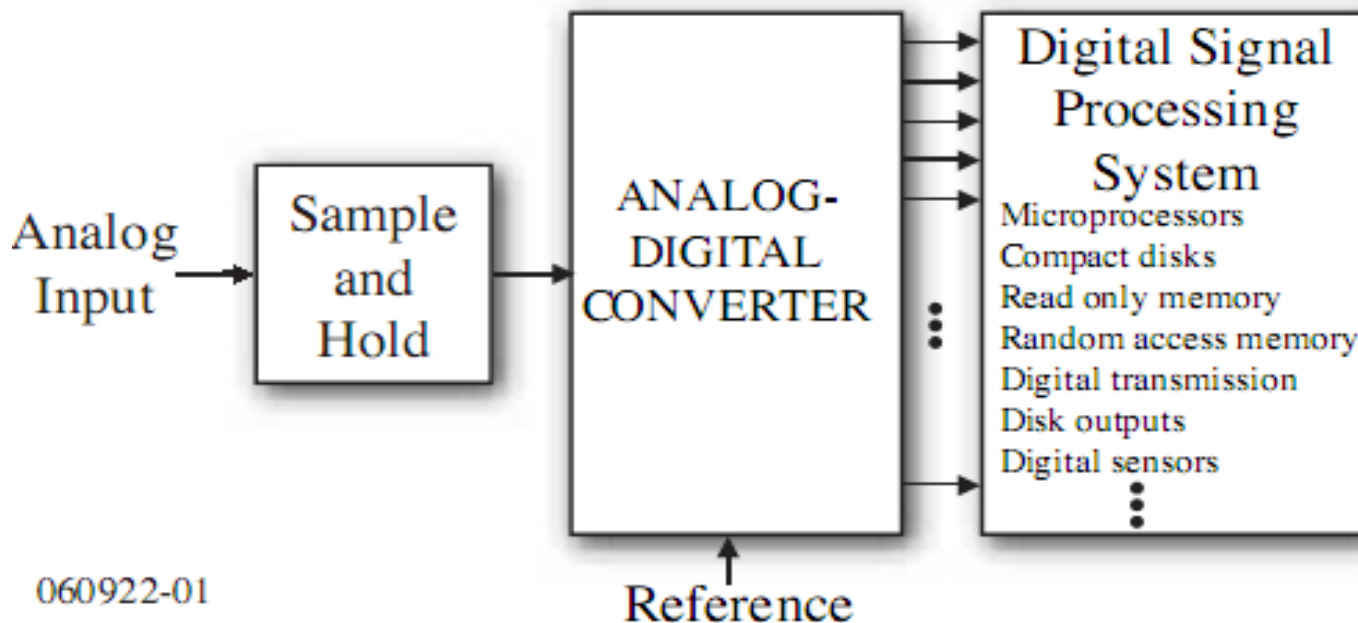 Analog
Input
Sample
and
Hold
ANALOG-
DIGITAL
CONVERTER
Reference
Digital Signal
Processing
System
Microprocessors
Compact disks
Read only memory
Random access memory
Digital transmission
Disk outputs
Digital sensors
060922-01